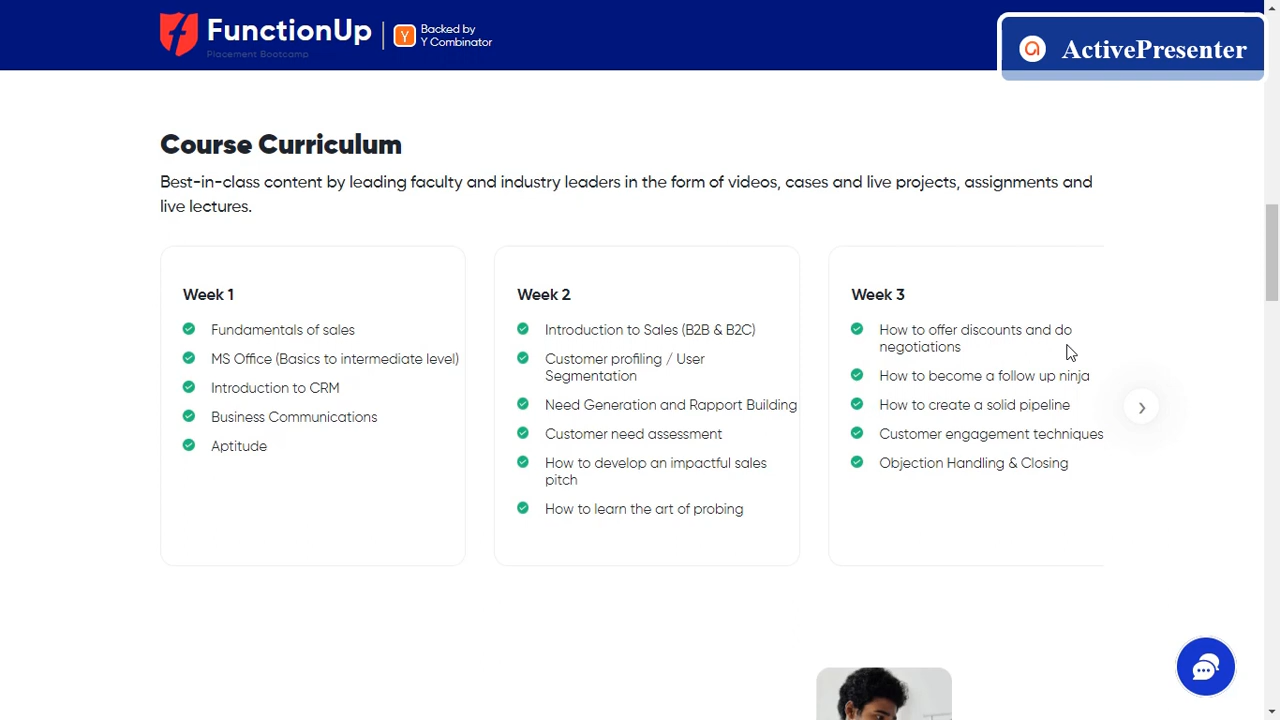 FunctionUp
Placement Bootcamp
Backed by
Y Combinator
Y
ActivePresenter
Course Curriculum
Best-in-class content by leading faculty and industry leaders in the form of videos, cases and live projects, assignments and
live lectures.
Week 1
Fundamentals of sales
MS Office (Basics to intermediate level)
Introduction to CRM
Business Communications
Aptitude
Week 2
Introduction to Sales (B2B & B2C)
Customer profiling / User
Segmentation
Need Generation and Rapport Building
Customer need assessment
How to develop an impactful sales
pitch
How to learn the art of probing
Week 3
How to offer discounts and do
negotiations
How to become a follow up ninja
How to create a solid pipeline
Customer engagement techniques
Objection Handling & Closing